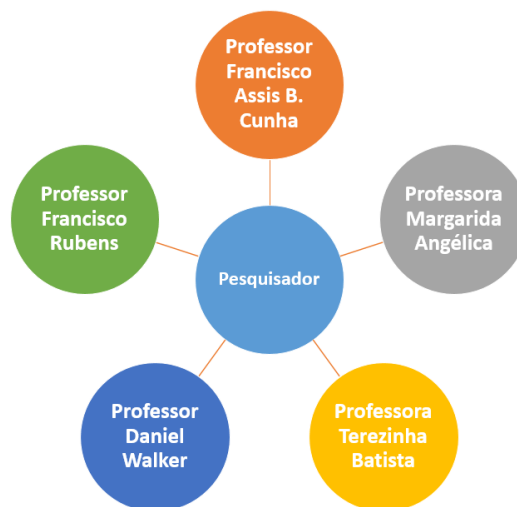 Professor
Francisco
Assis B.
Cunha
Professor
Francisco
Rubens
Professora
Margarida
Angélica
Pesquisador
Professor
Daniel
Walker
Professora
Terezinha
Batista